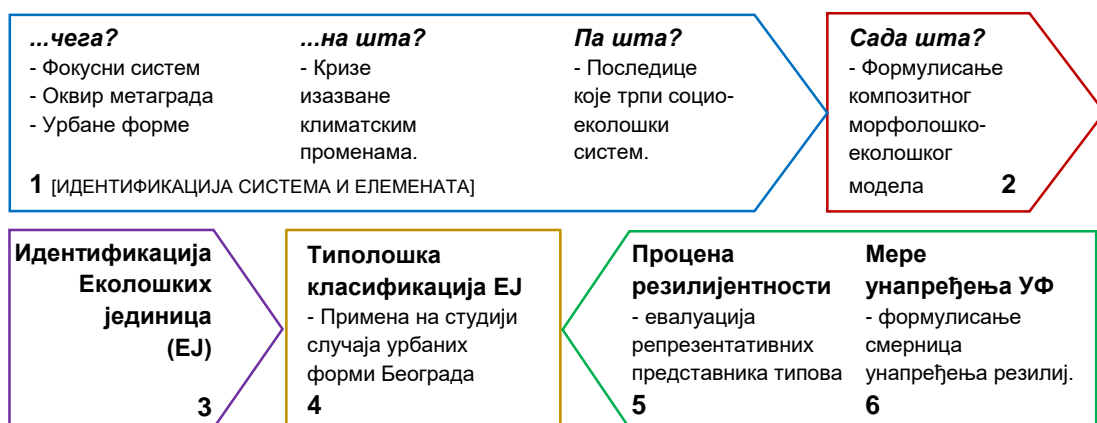 ...чега?
- Фокусни систем
- Оквир метаграда
- Урбане форме
...на шта?
- Кризе
изазване
климатским
променама.
Па шта?
- Последице
које трпи социо-
еколошки
систем.
1 [ИДЕНТИФИКАЦИЈА СИСТЕМА И ЕЛЕМЕНАТА]
Сада шта?
- Формулисање
композитног
морфолошко-
еколошког
модела 2
Идентификација
Еколошких
јединица
(ЕЈ)
3
Типолошка
класификација ЕЈ
- Примена на студији
случаја урбаних
форми Београда
4
Процена
резилијентности
- евалуација
репрезентативних
представника типова
5
Мере
унапређења УФ
- формулисање
смерница
унапређења резилиј.
6